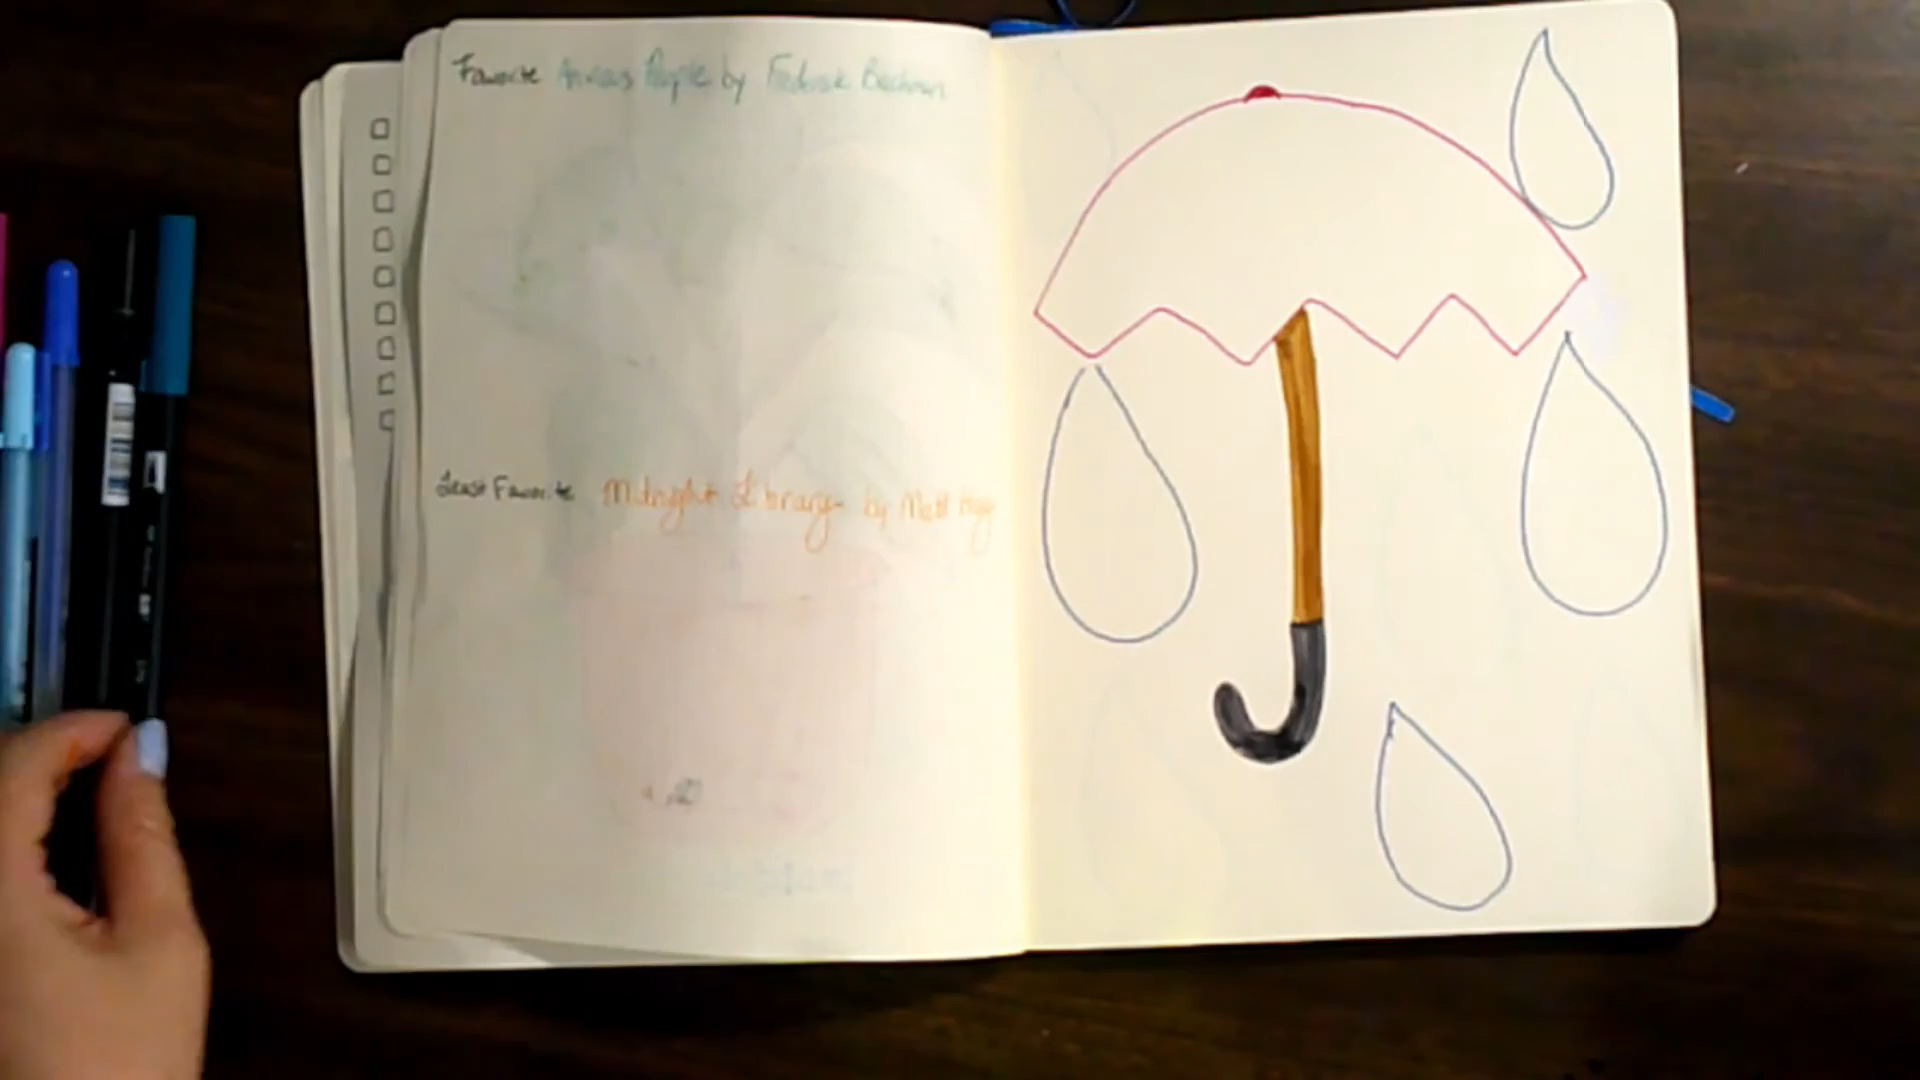 Favorite Anxious People by Fredrik Backman
Least Favorite Midnight Library by Matt Haig